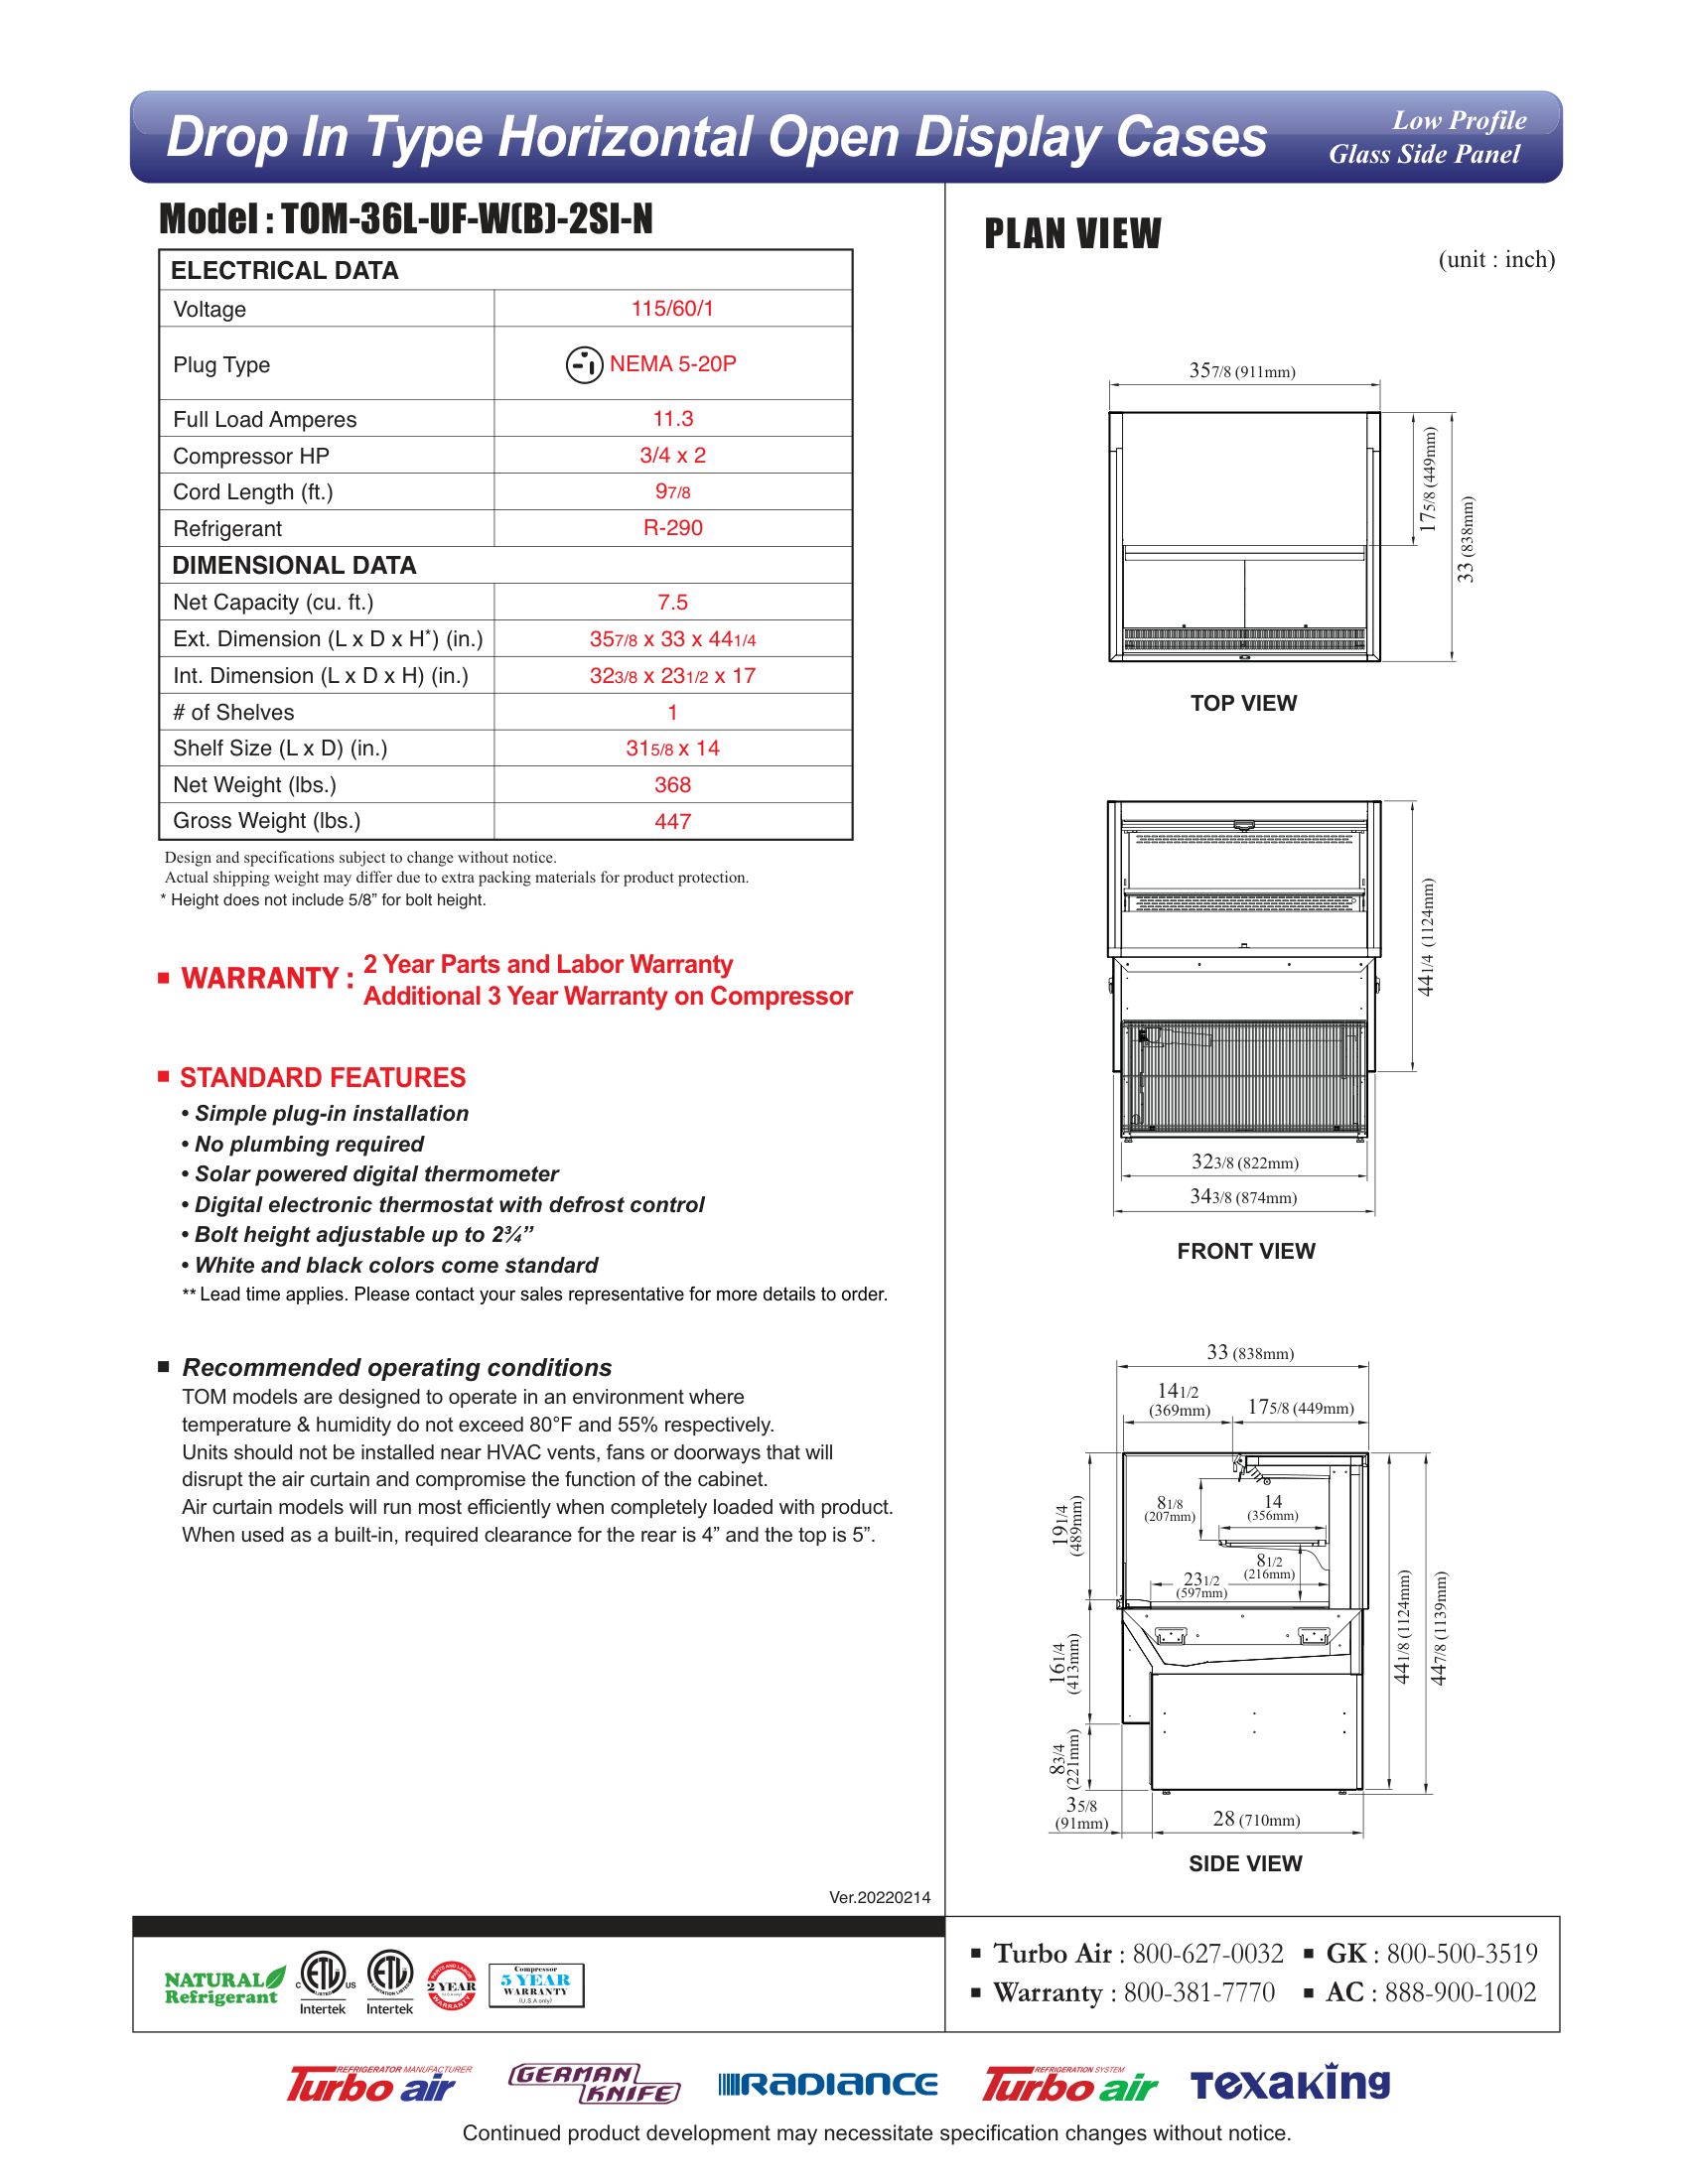 Drop In Type Horizontal Open Display Cases
Low Profile
Glass Side Panel
Model : TOM-36L-UF-W(B)-2SI-N
ELECTRICAL DATA
Voltage 115/60/1
Plug Type NEMA 5-20P
Full Load Amperes 11.3
Compressor HP 3/4 x 2
Cord Length (ft.) 97/8
Refrigerant R-290
DIMENSIONAL DATA
Net Capacity (cu. ft.) 7.5
Ext. Dimension (L x D x H*) (in.) 357/8 x 33 x 441/4
Int. Dimension (L x D x H) (in.) 323/8 x 231/2 x 17
# of Shelves 1
Shelf Size (L x D) (in.) 315/8 x 14
Net Weight (lbs.) 368
Gross Weight (lbs.) 447
Design and specifications subject to change without notice.
Actual shipping weight may differ due to extra packing materials for product protection.
* Height does not include 5/8” for bolt height.
■ WARRANTY : 2 Year Parts and Labor Warranty
Additional 3 Year Warranty on Compressor
■ STANDARD FEATURES
• Simple plug-in installation
• No plumbing required
• Solar powered digital thermometer
• Digital electronic thermostat with defrost control
• Bolt height adjustable up to 2¾”
• White and black colors come standard
** Lead time applies. Please contact your sales representative for more details to order.
■ Recommended operating conditions
TOM models are designed to operate in an environment where
temperature & humidity do not exceed 80°F and 55% respectively.
Units should not be installed near HVAC vents, fans or doorways that will
disrupt the air curtain and compromise the function of the cabinet.
Air curtain models will run most efficiently when completely loaded with product.
When used as a built-in, required clearance for the rear is 4” and the top is 5”.
Ver.20220214
PLAN VIEW
(unit : inch)
357/8 (911mm)
175/8 (449mm)
33 (838mm)
TOP VIEW
441/4 (1124mm)
323/8 (822mm)
343/8 (874mm)
FRONT VIEW
33 (838mm)
141/2
(369mm)
175/8 (449mm)
191/4
(489mm)
81/8
(207mm)
14
(356mm)
81/2
(216mm)
231/2
(597mm)
161/4
(413mm)
83/4
(221mm)
441/8 (1124mm)
447/8 (1139mm)
35/8
(91mm)
28 (710mm)
SIDE VIEW
NATURAL
Refrigerant
C ETL US
LISTED
Intertek
ETL
SANITATION LISTED
Intertek
PARTS AND LABOR
2 YEAR
WARRANTY
Compressor
5 YEAR
WARRANTY
(U.S.A only)
■ Turbo Air : 800-627-0032 ■ GK : 800-500-3519
■ Warranty : 800-381-7770 ■ AC : 888-900-1002
REFRIGERATOR MANUFACTURER
Turbo air
GERMAN
KNIFE
RADIANCE
REFRIGERATION SYSTEM
Turbo air
Texaking
Continued product development may necessitate specification changes without notice.